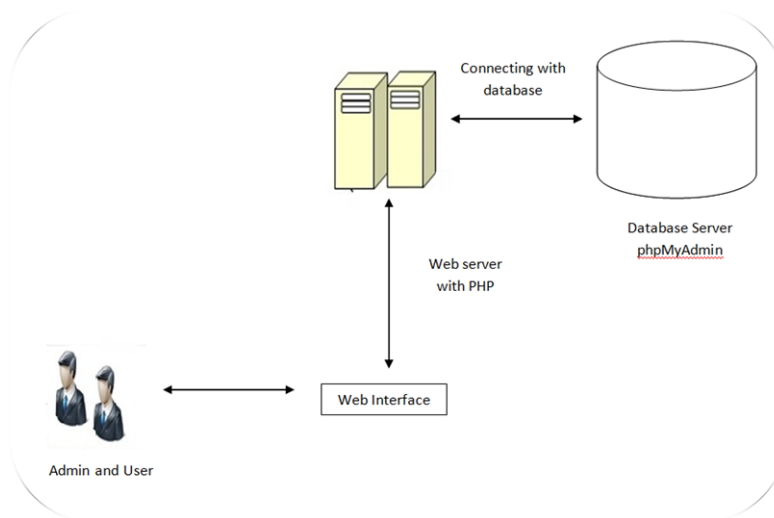 Connecting with
database
Database Server
phpMyAdmin
Web server
with PHP
Web Interface
Admin and User